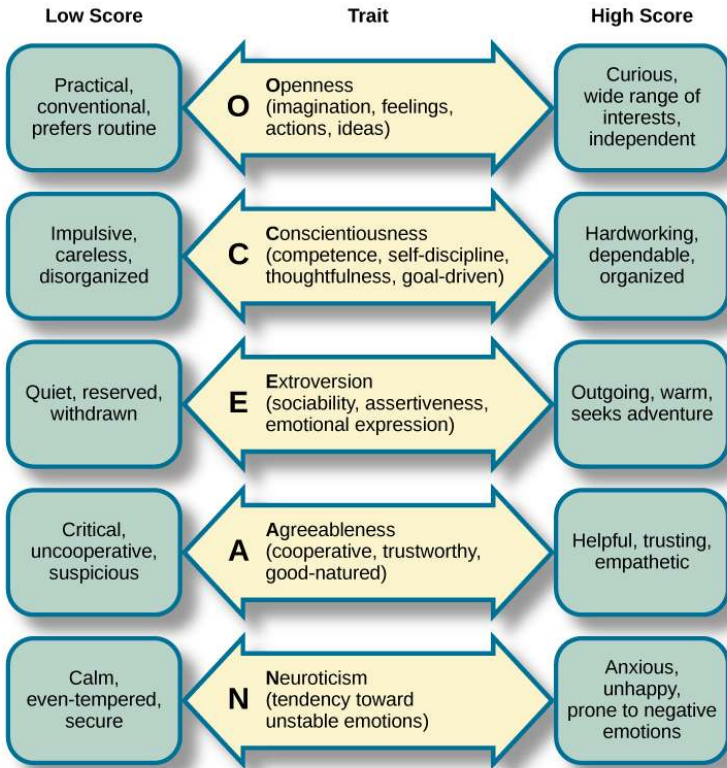 Low Score
Trait
High Score
Practical,
conventional,
prefers routine
O
Openness
(imagination, feelings,
actions, ideas)
Curious,
wide range of
interests,
independent
Impulsive,
careless,
disorganized
C
Conscientiousness
(competence, self-discipline,
thoughtfulness, goal-driven)
Hardworking,
dependable,
organized
Quiet, reserved,
withdrawn
E
Extroversion
(sociability, assertiveness,
emotional expression)
Outgoing, warm,
seeks adventure
Critical,
uncooperative,
suspicious
A
Agreeableness
(cooperative, trustworthy,
good-natured)
Helpful, trusting,
empathetic
Calm,
even-tempered,
secure
N
Neuroticism
(tendency toward
unstable emotions)
Anxious,
unhappy,
prone to negative
emotions